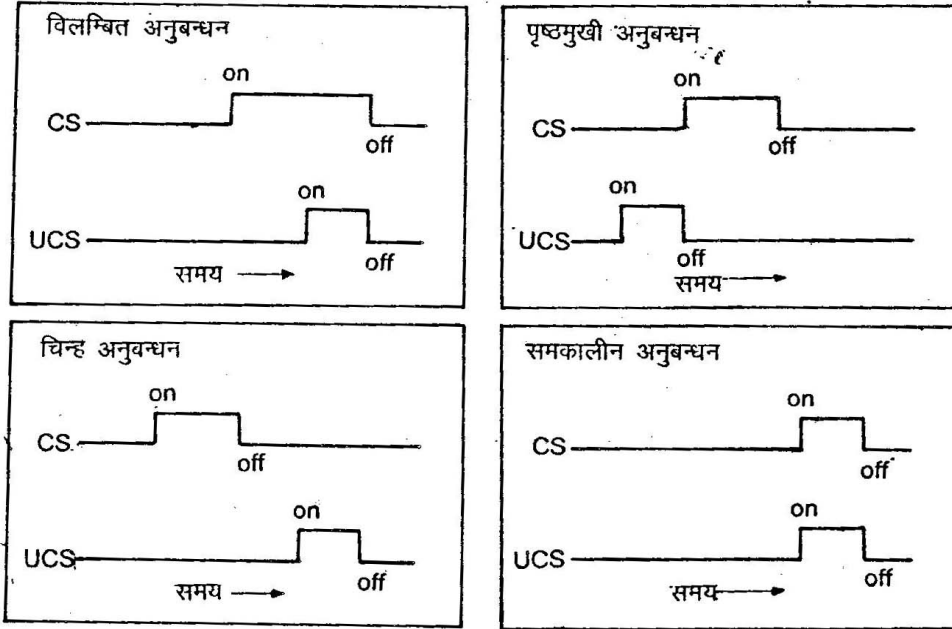 विलम्बित अनुबन्धन
on
CS
off
on
UCS
off
समय
पृष्ठमुखी अनुबन्धन
on
CS
off
on
UCS
off
समय
चिन्ह अनुवन्धन
on
CS
off
on
UCS
off
समय
समकालीन अनुबन्धन
on
CS
off
on
UCS
off
समय